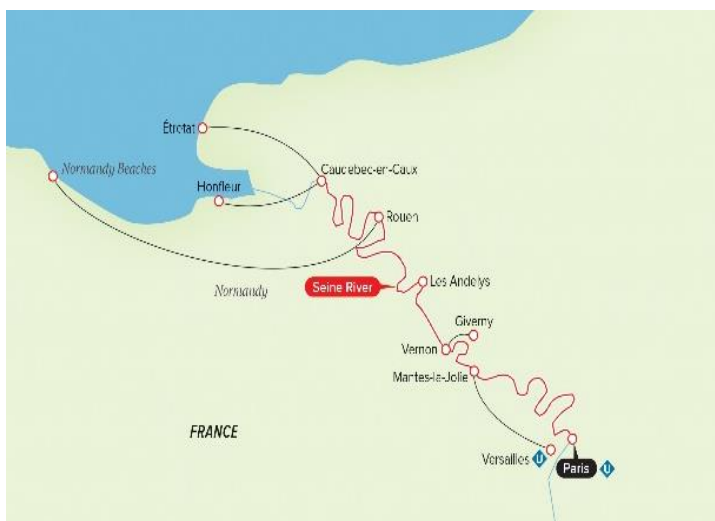 Étretat
Normandy Beaches
Caudebec-en-Caux
Honfleur
Rouen
Normandy
Seine River
Les Andelys
Giverny
Vernon
Mantes-la-Jolie
FRANCE
Versailles U
Paris U